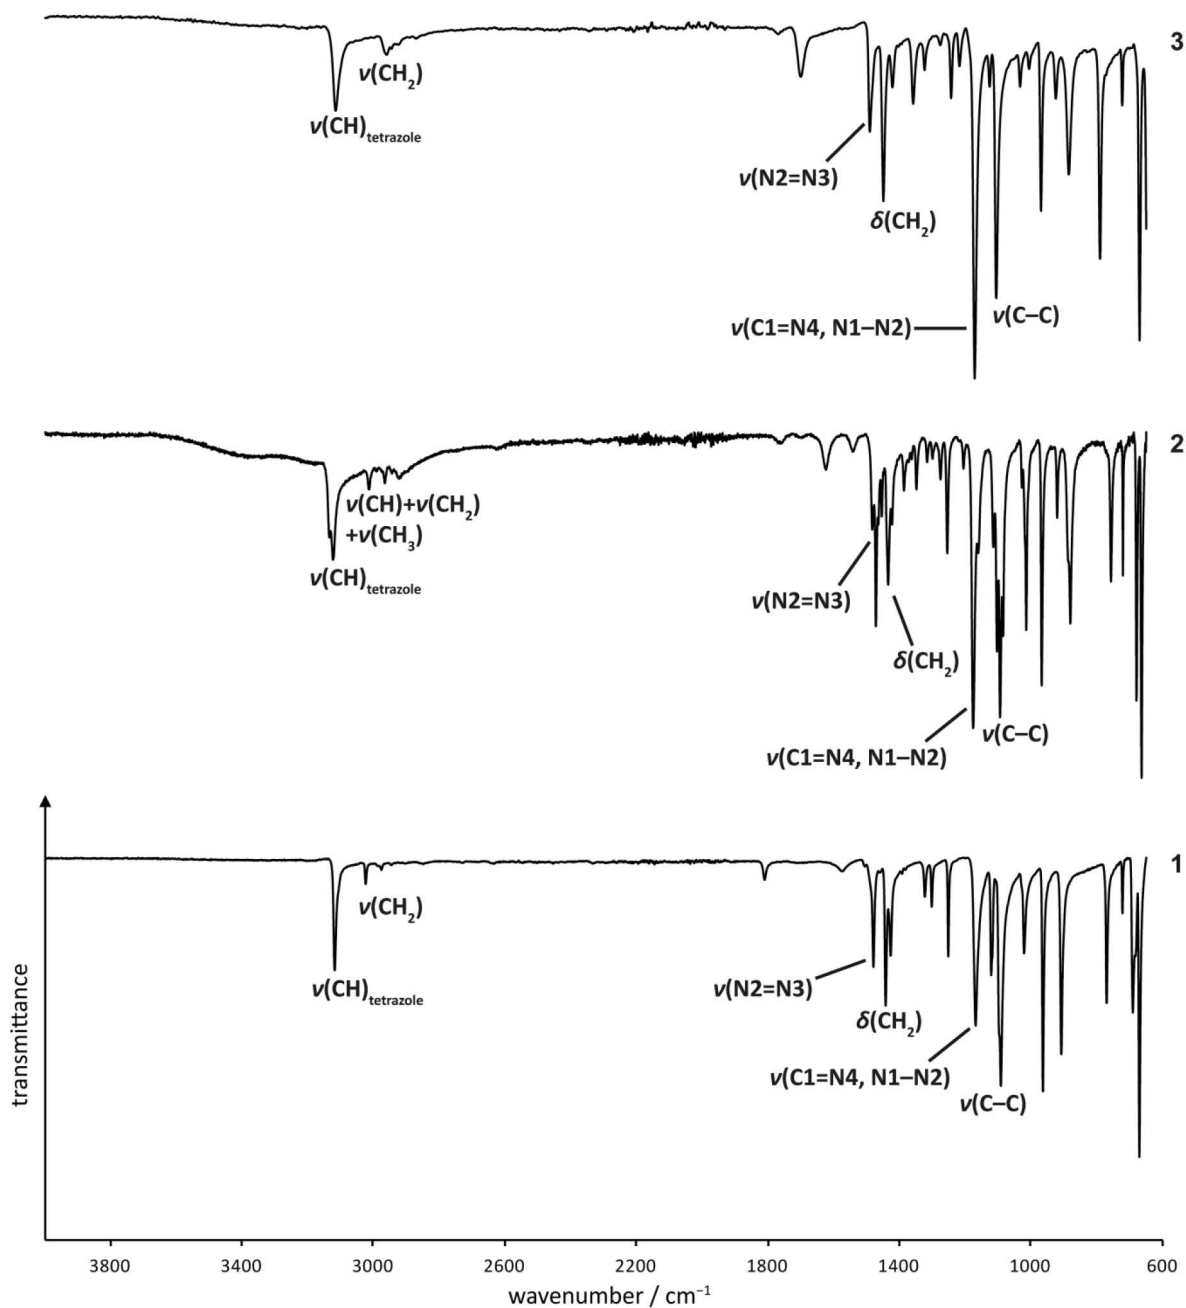 3
ν(CH₂)
ν(CH)tetrazole
ν(N2=N3)
δ(CH₂)
ν(C1=N4, N1–N2)
ν(C–C)
2
ν(CH)+ν(CH₂)
+ν(CH₃)
ν(CH)tetrazole
ν(N2=N3)
δ(CH₂)
ν(C1=N4, N1–N2)
ν(C–C)
1
ν(CH₂)
ν(CH)tetrazole
ν(N2=N3)
δ(CH₂)
ν(C1=N4, N1–N2)
ν(C–C)
transmittance
3800 3000 2600 2200 1800 1400 1000 600
wavenumber / cm⁻¹